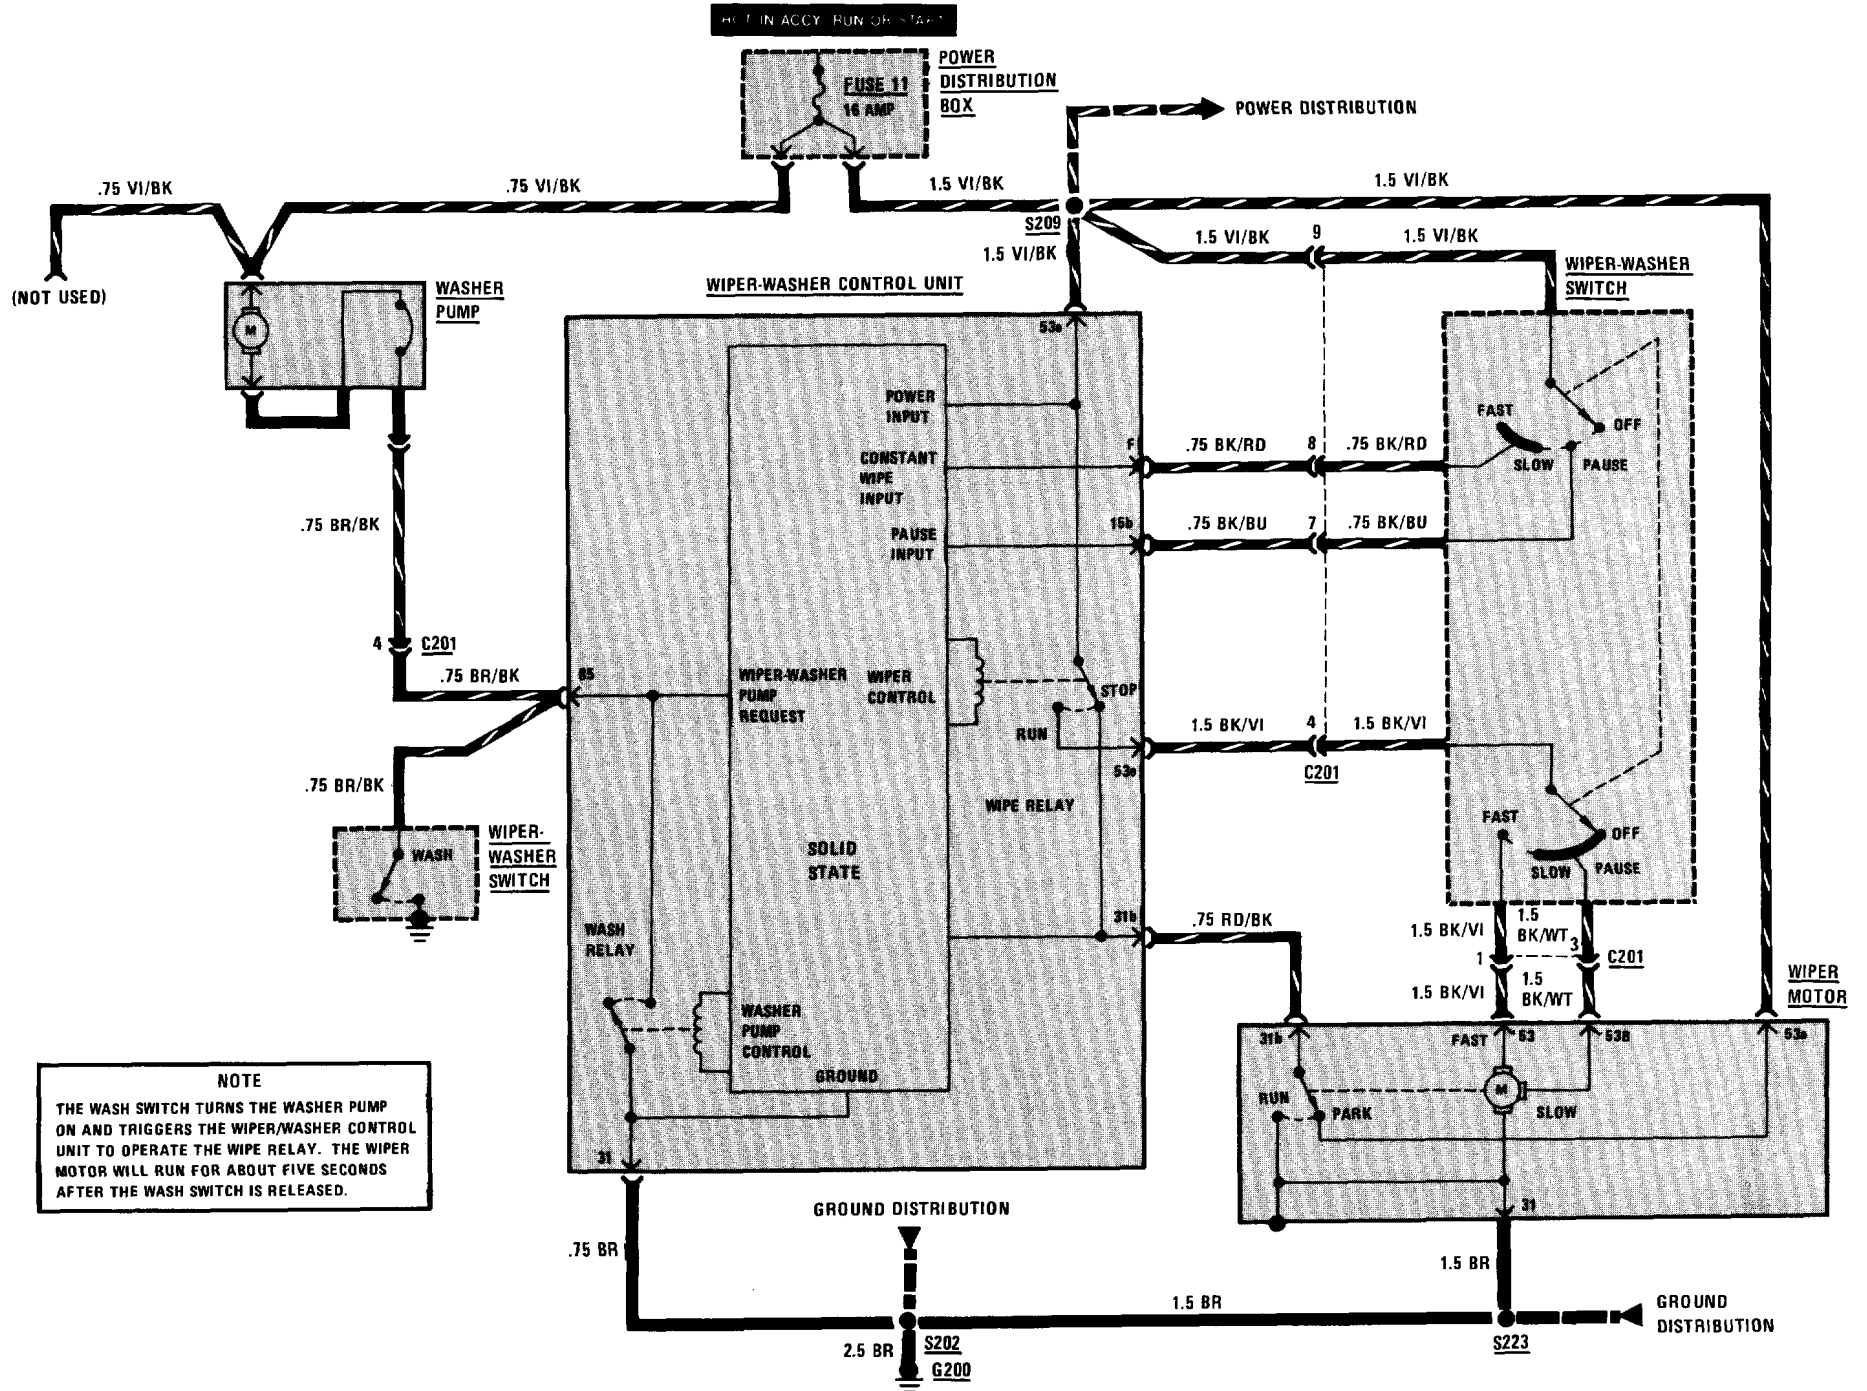 HOT IN ACCY RUN OR START
POWER
DISTRIBUTION
BOX
FUSE 11
16 AMP
POWER DISTRIBUTION
.75 VI/BK
.75 VI/BK
1.5 VI/BK
1.5 VI/BK
S209
1.5 VI/BK
1.5 VI/BK
9
1.5 VI/BK
(NOT USED)
M
WASHER
PUMP
WIPER-WASHER CONTROL UNIT
WIPER-WASHER
SWITCH
53a
POWER
INPUT
CONSTANT
WIPE
INPUT
PAUSE
INPUT
F
.75 BK/RD
8
.75 BK/RD
15b
.75 BK/BU
7
.75 BK/BU
FAST
OFF
SLOW
PAUSE
.75 BR/BK
4
C201
.75 BR/BK
85
WIPER-WASHER
PUMP
REQUEST
WIPER
CONTROL
STOP
RUN
1.5 BK/VI
4
1.5 BK/VI
C201
WIPE RELAY
.75 BR/BK
WASH
WIPER-
WASHER
SWITCH
SOLID
STATE
FAST
OFF
SLOW
PAUSE
WASH
RELAY
31b
.75 RD/BK
1.5 BK/VI
1.5
BK/WT
1
3
C201
1.5 BK/VI
1.5
BK/WT
WIPER
MOTOR
WASHER
PUMP
CONTROL
GROUND
31
31b
FAST
53
53B
53a
M
RUN
PARK
SLOW
31
NOTE
THE WASH SWITCH TURNS THE WASHER PUMP
ON AND TRIGGERS THE WIPER/WASHER CONTROL
UNIT TO OPERATE THE WIPE RELAY. THE WIPER
MOTOR WILL RUN FOR ABOUT FIVE SECONDS
AFTER THE WASH SWITCH IS RELEASED.
GROUND DISTRIBUTION
.75 BR
1.5 BR
1.5 BR
GROUND
DISTRIBUTION
2.5 BR
S202
G200
S223